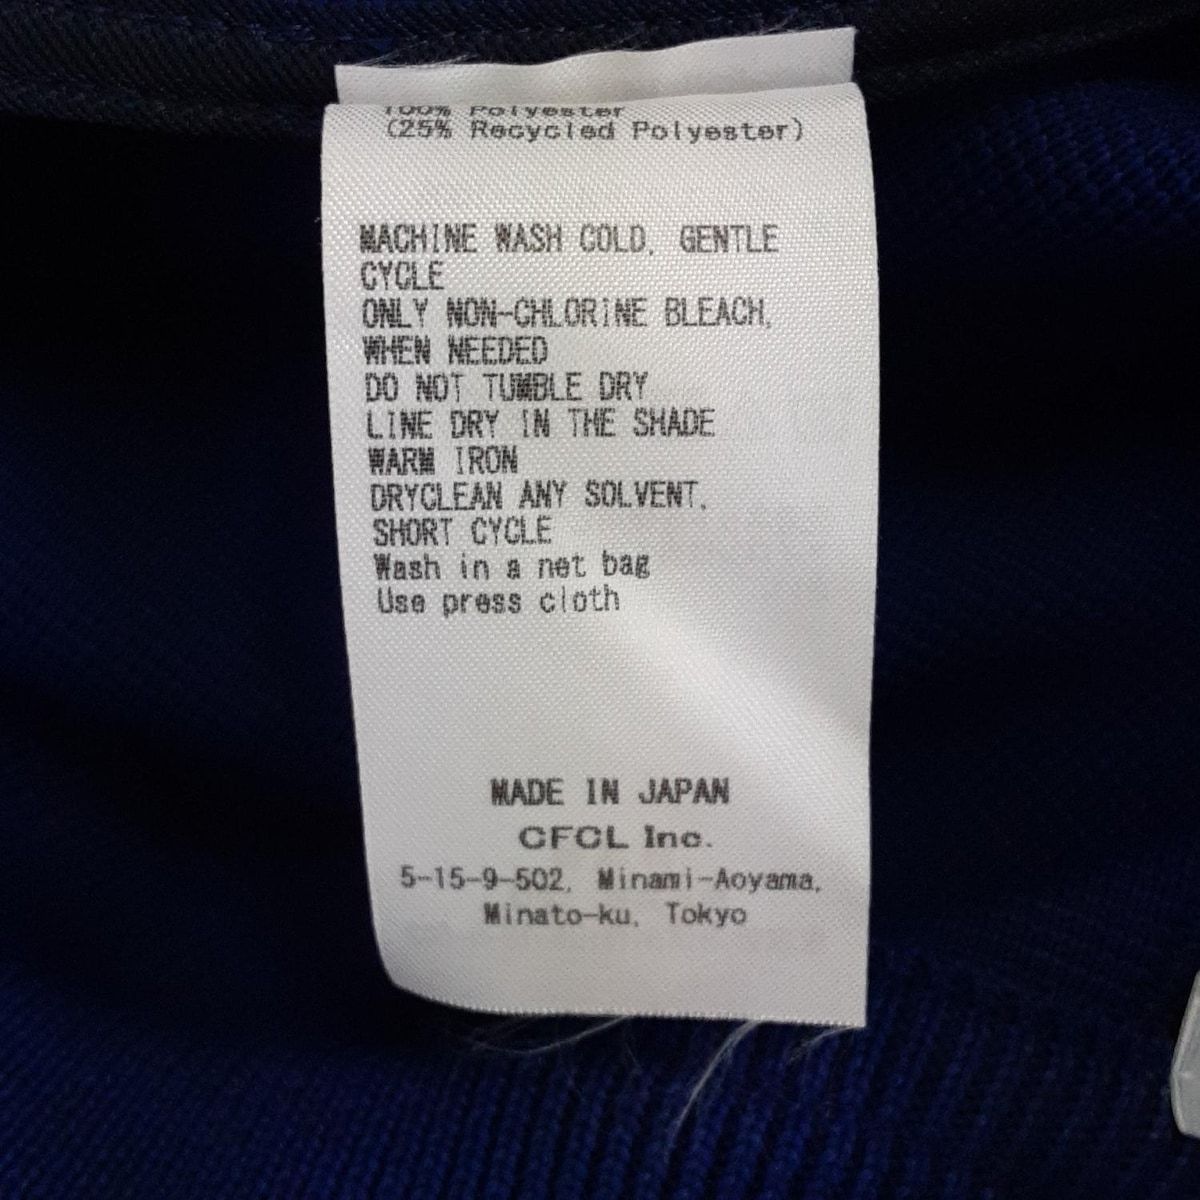 100% Polyester
(25% Recycled Polyester)
MACHINE WASH COLD, GENTLE
CYCLE
ONLY NON-CHLORINE BLEACH,
WHEN NEEDED
DO NOT TUMBLE DRY
LINE DRY IN THE SHADE
WARM IRON
DRYCLEAN ANY SOLVENT,
SHORT CYCLE
Wash in a net bag
Use press cloth
MADE IN JAPAN
CFCL Inc.
5-15-9-502, Minami-Aoyama,
Minato-ku, Tokyo